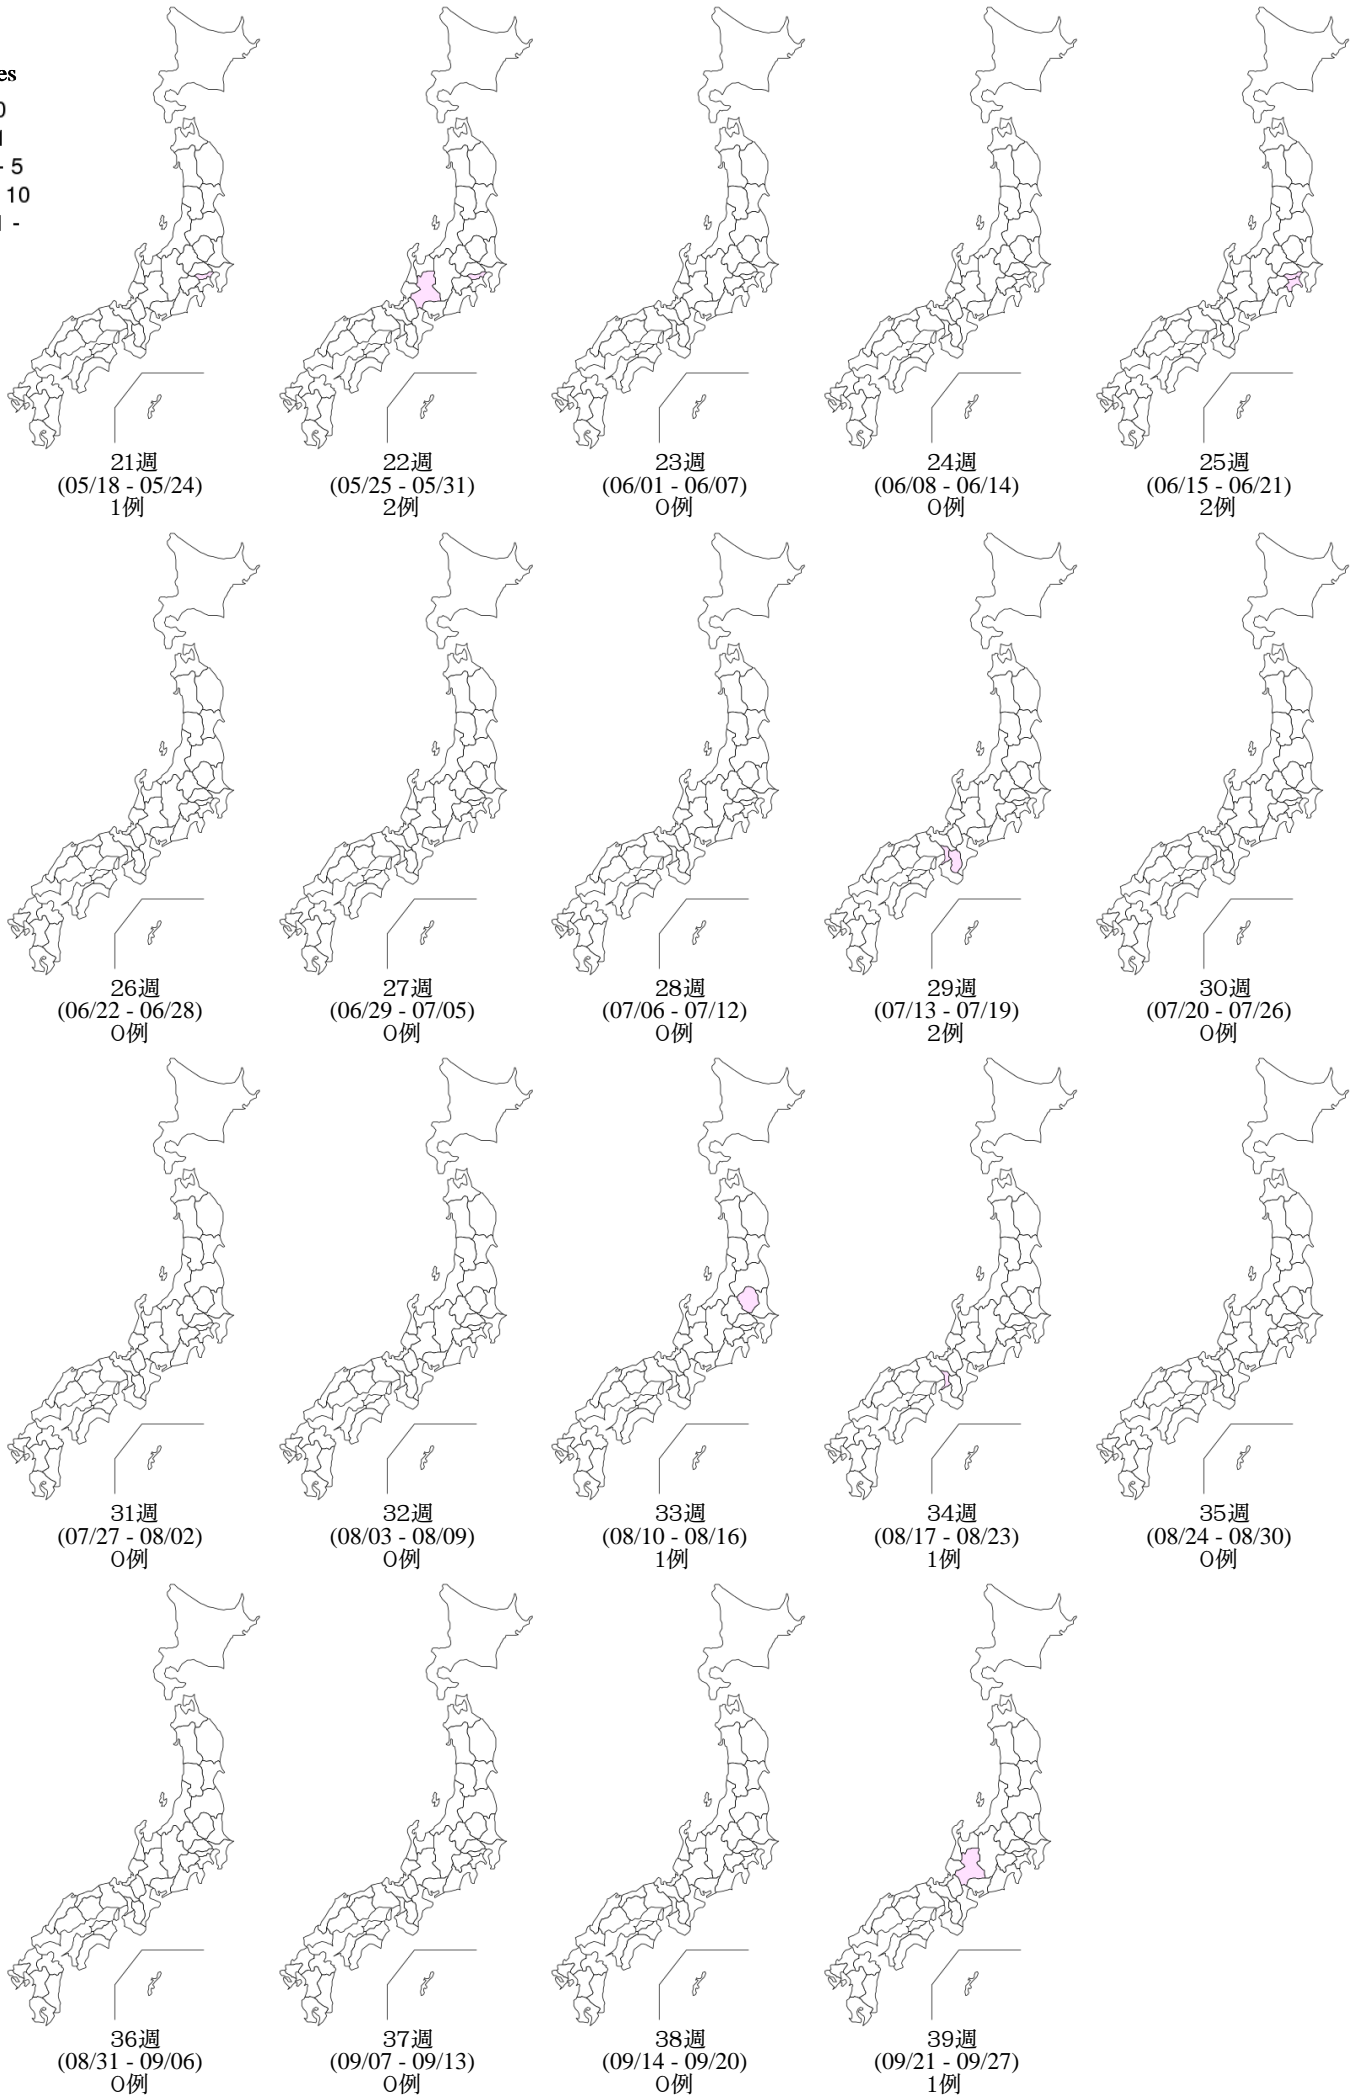 es
0
1
- 5
10
1 -
21週
(05/18 - 05/24)
1例
22週
(05/25 - 05/31)
2例
23週
(06/01 - 06/07)
0例
24週
(06/08 - 06/14)
0例
25週
(06/15 - 06/21)
2例
26週
(06/22 - 06/28)
0例
27週
(06/29 - 07/05)
0例
28週
(07/06 - 07/12)
0例
29週
(07/13 - 07/19)
2例
30週
(07/20 - 07/26)
0例
31週
(07/27 - 08/02)
0例
32週
(08/03 - 08/09)
0例
33週
(08/10 - 08/16)
1例
34週
(08/17 - 08/23)
1例
35週
(08/24 - 08/30)
0例
36週
(08/31 - 09/06)
0例
37週
(09/07 - 09/13)
0例
38週
(09/14 - 09/20)
0例
39週
(09/21 - 09/27)
1例